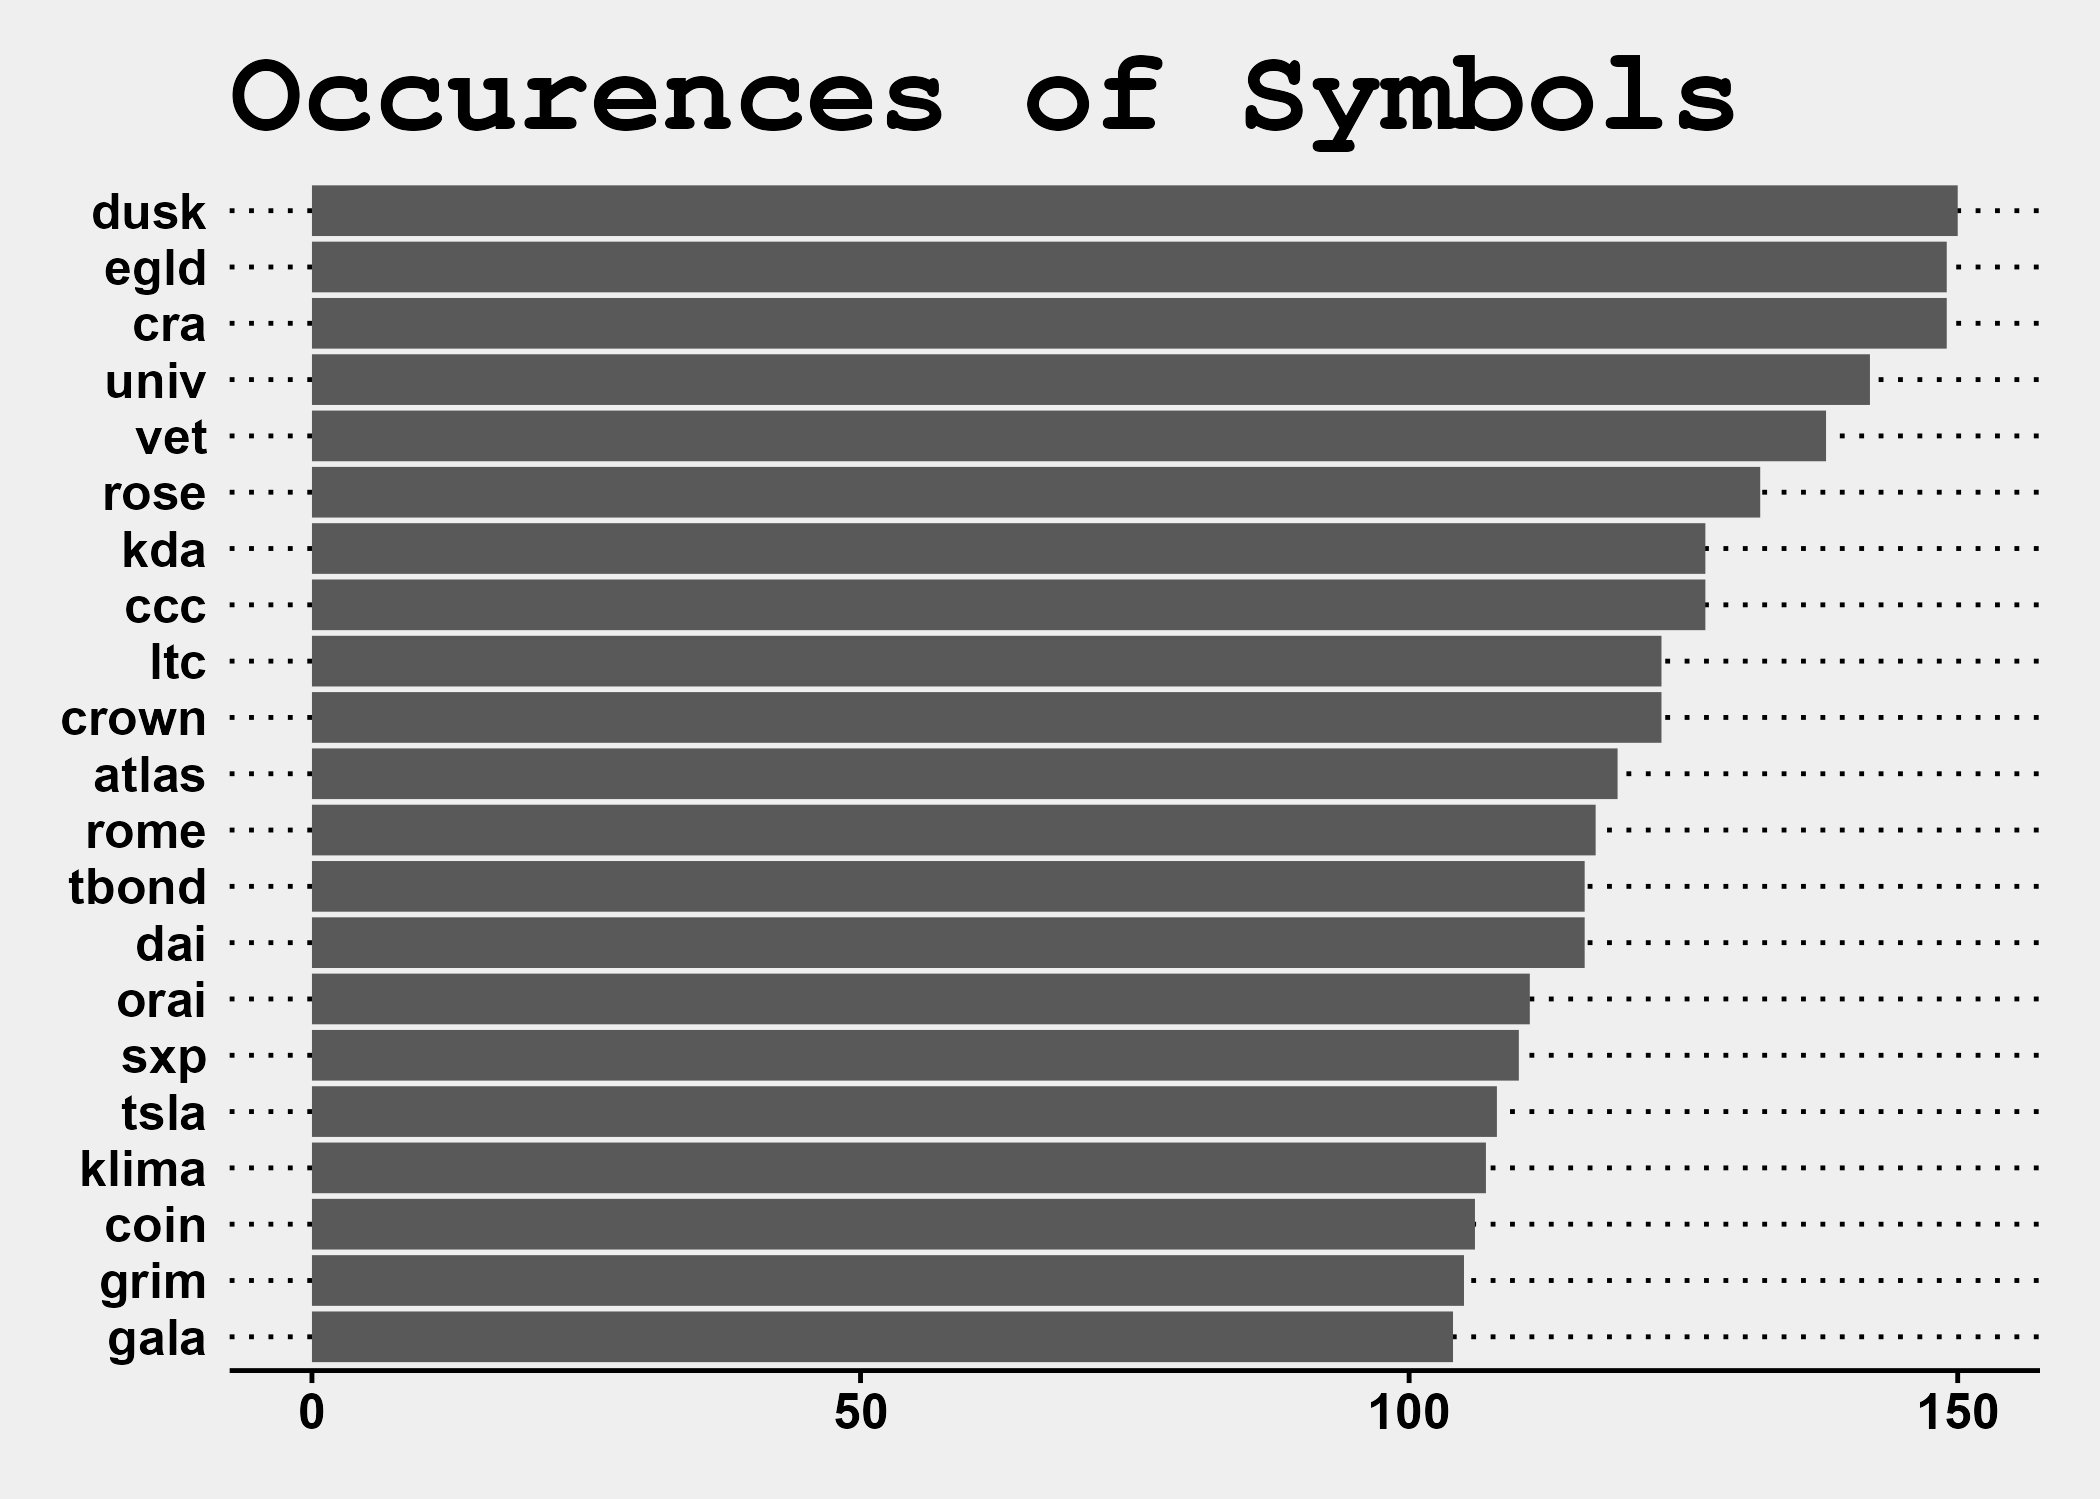 Occurences of Symbols
dusk
egld
cra
univ
vet
rose
kda
ccc
ltc
crown
atlas
rome
tbond
dai
orai
sxp
tsla
klima
coin
grim
gala
0 50 100 150